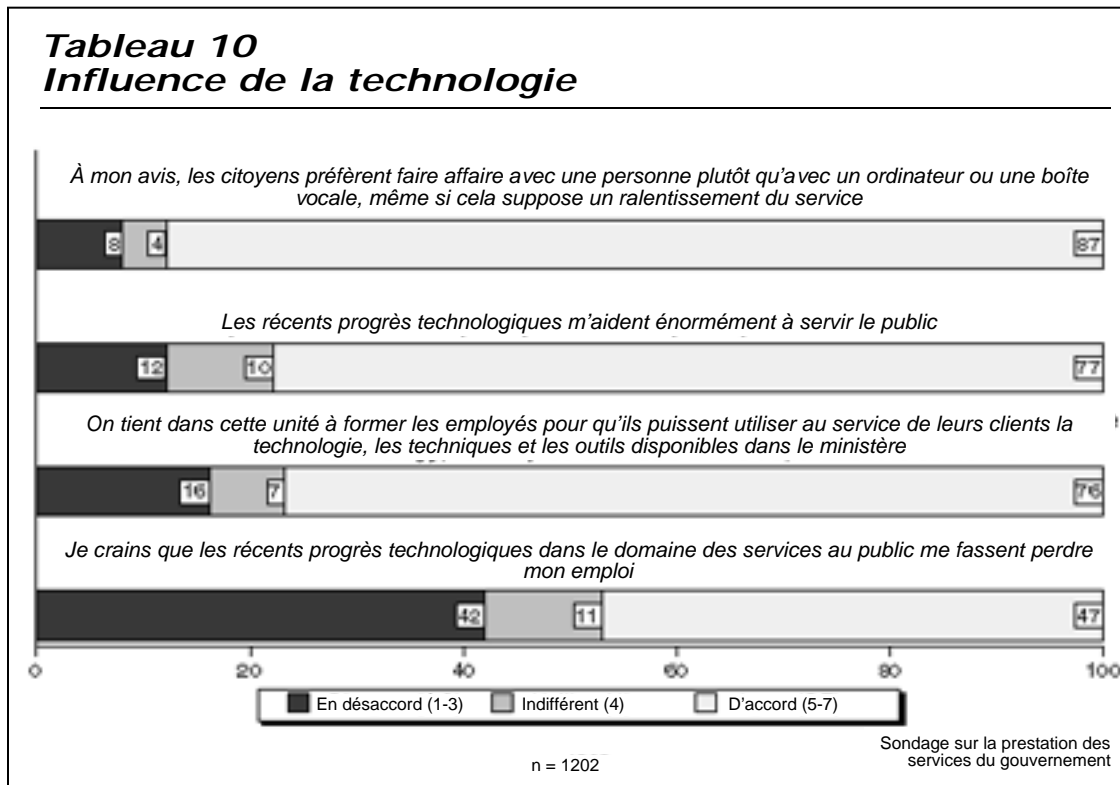 Tableau 10
Influence de la technologie
À mon avis, les citoyens préfèrent faire affaire avec une personne plutôt qu'avec un ordinateur ou une boîte
vocale, même si cela suppose un ralentissement du service
8 4 87
Les récents progrès technologiques m'aident énormément à servir le public
12 10 77
On tient dans cette unité à former les employés pour qu'ils puissent utiliser au service de leurs clients la
technologie, les techniques et les outils disponibles dans le ministère
16 7 76
Je crains que les récents progrès technologiques dans le domaine des services au public me fassent perdre
mon emploi
42 11 47
0 20 40 60 80 100
En désaccord (1-3) Indifférent (4) D'accord (5-7)
n = 1202
Sondage sur la prestation des
services du gouvernement